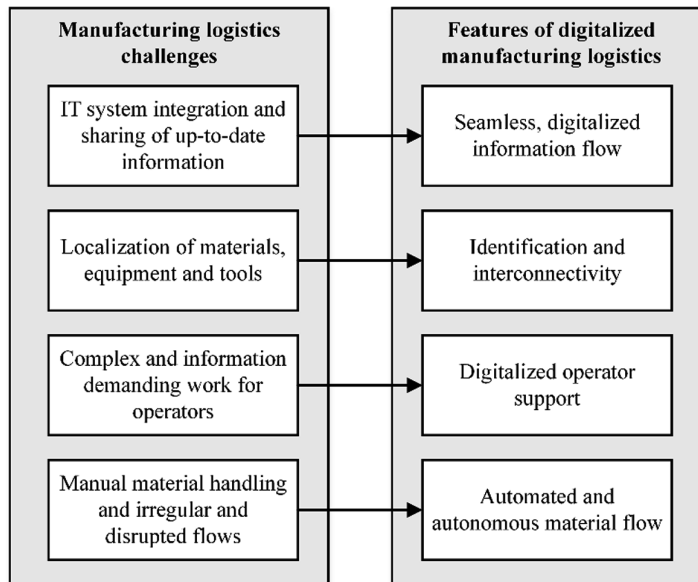 Manufacturing logistics
challenges
IT system integration and
sharing of up-to-date
information
Localization of materials,
equipment and tools
Complex and information
demanding work for
operators
Manual material handling
and irregular and
disrupted flows
Features of digitalized
manufacturing logistics
Seamless, digitalized
information flow
Identification and
interconnectivity
Digitalized operator
support
Automated and
autonomous material flow